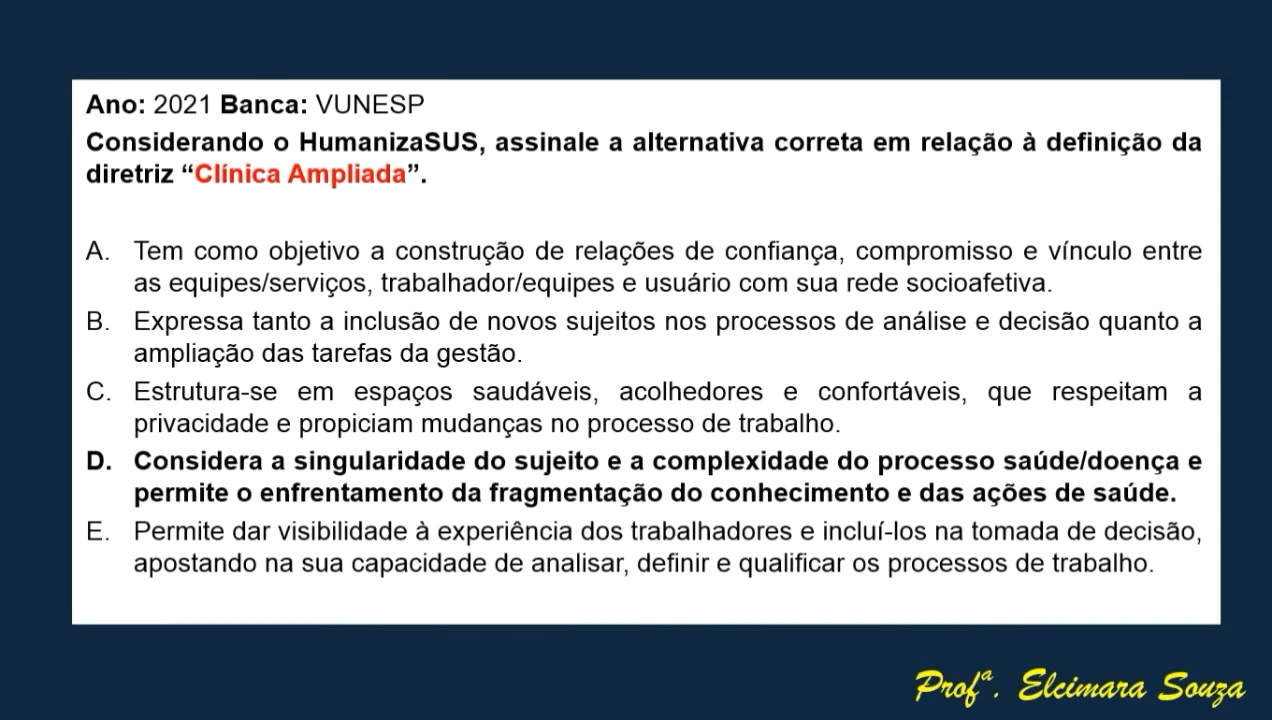 Ano: 2021 Banca: VUNESP
Considerando o HumanizaSUS, assinale a alternativa correta em relação à definição da
diretriz “Clínica Ampliada”.
A. Tem como objetivo a construção de relações de confiança, compromisso e vínculo entre
as equipes/serviços, trabalhador/equipes e usuário com sua rede socioafetiva.
B. Expressa tanto a inclusão de novos sujeitos nos processos de análise e decisão quanto a
ampliação das tarefas da gestão.
C. Estrutura-se em espaços saudáveis, acolhedores e confortáveis, que respeitam a
privacidade e propiciam mudanças no processo de trabalho.
D. Considera a singularidade do sujeito e a complexidade do processo saúde/doença e
permite o enfrentamento da fragmentação do conhecimento e das ações de saúde.
E. Permite dar visibilidade à experiência dos trabalhadores e incluí-los na tomada de decisão,
apostando na sua capacidade de analisar, definir e qualificar os processos de trabalho.
Profª. Elcimara Souza